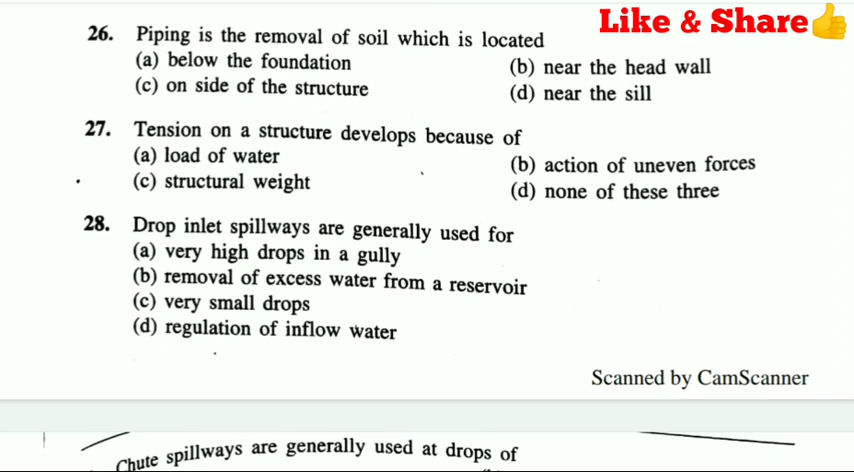 Like & Share👍
26. Piping is the removal of soil which is located
(a) below the foundation (b) near the head wall
(c) on side of the structure (d) near the sill
27. Tension on a structure develops because of
(a) load of water (b) action of uneven forces
(c) structural weight (d) none of these three
28. Drop inlet spillways are generally used for
(a) very high drops in a gully
(b) removal of excess water from a reservoir
(c) very small drops
(d) regulation of inflow water
Scanned by CamScanner
Chute spillways are generally used at drops of